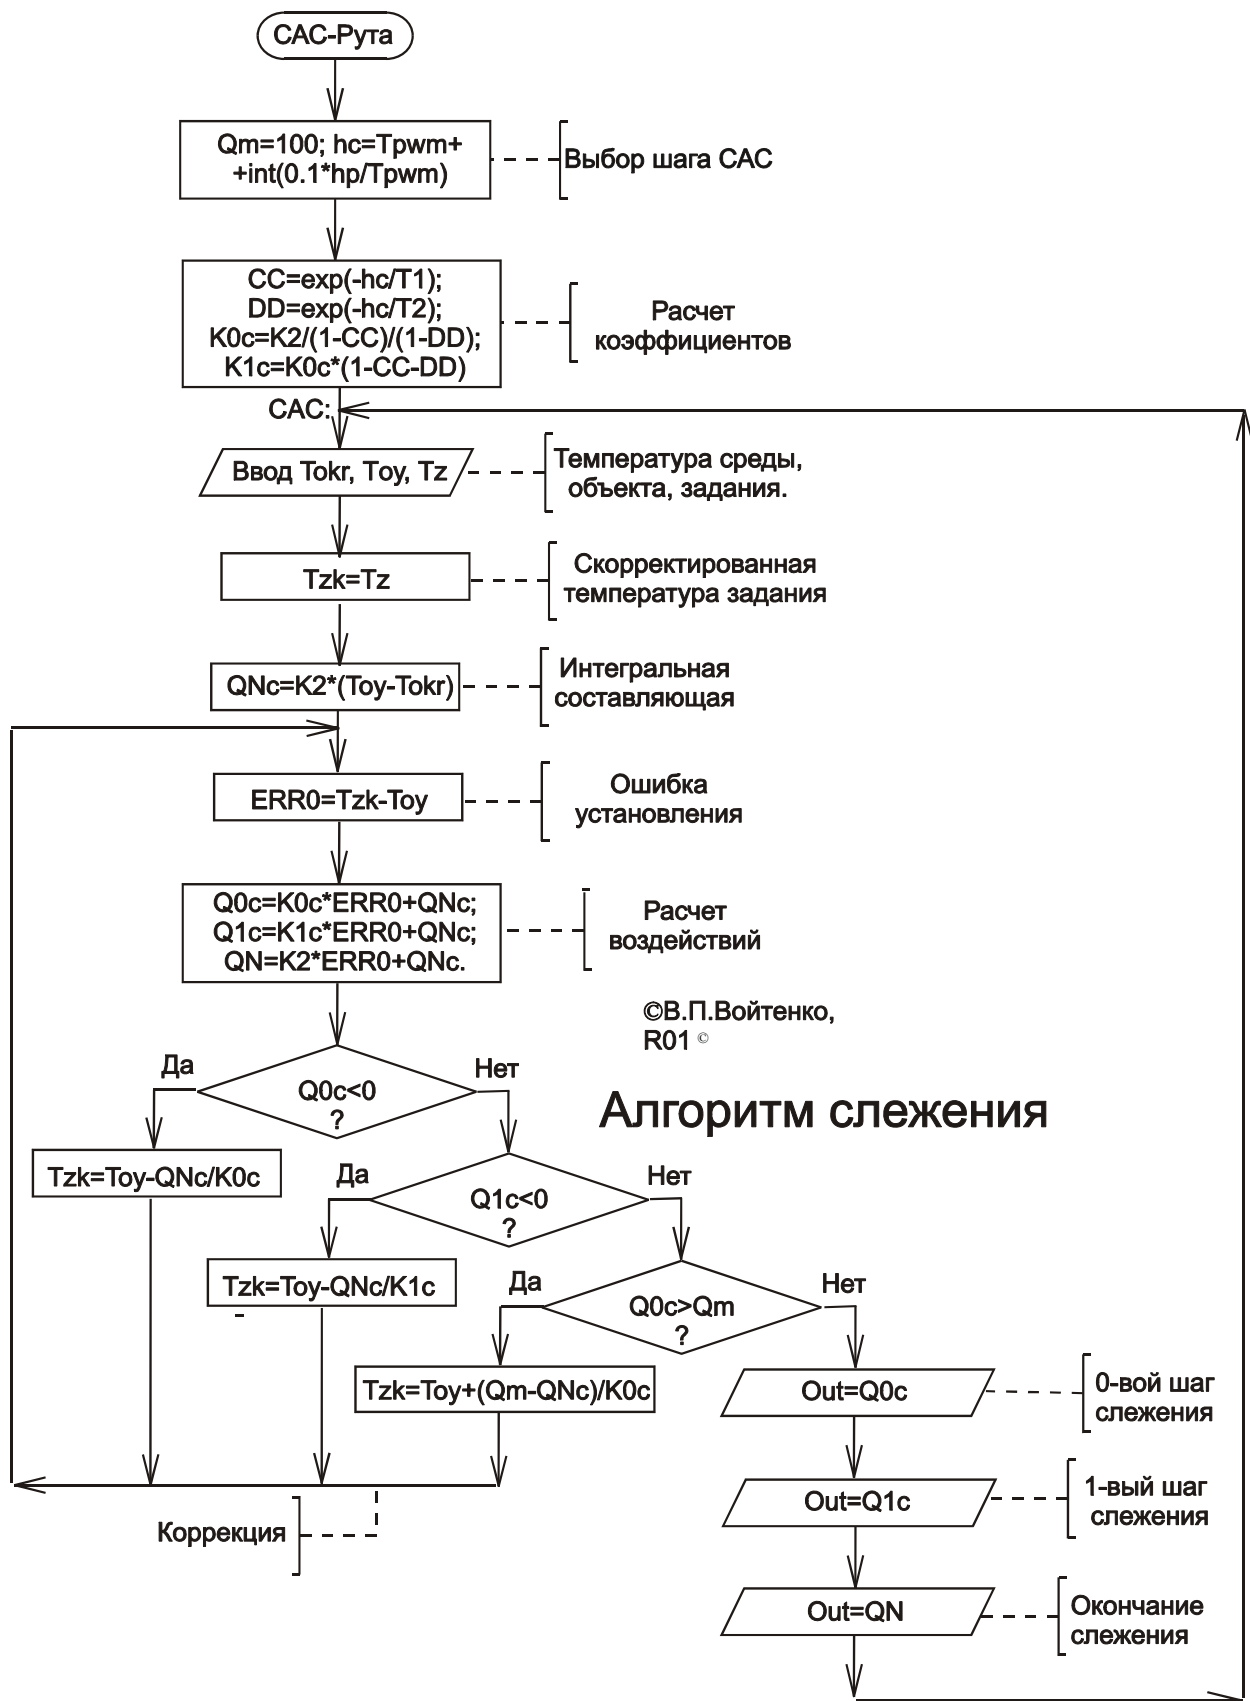 САС-Рута
Qm=100; hc=Tpwm+
+int(0.1*hp/Tpwm)
Выбор шага САС
CC=exp(-hc/T1);
DD=exp(-hc/T2);
K0c=K2/(1-CC)/(1-DD);
K1c=K0c*(1-CC-DD)
Расчет
коэффициентов
САС:
Ввод Tokr, Toy, Tz
Температура среды,
объекта, задания.
Tzk=Tz
Скорректированная
температура задания
QNc=K2*(Toy-Tokr)
Интегральная
составляющая
ERR0=Tzk-Toy
Ошибка
установления
Q0c=K0c*ERR0+QNc;
Q1c=K1c*ERR0+QNc;
QN=K2*ERR0+QNc.
Расчет
воздействий
©В.П.Войтенко,
R01 ©
Алгоритм слежения
Да
Нет
Q0c<0
?
Tzk=Toy-QNc/K0c
Да
Нет
Q1c<0
?
Tzk=Toy-QNc/K1c
Да
Нет
Q0c>Qm
?
Tzk=Toy+(Qm-QNc)/K0c
Out=Q0c
0-вой шаг
слежения
Out=Q1c
1-вый шаг
слежения
Коррекция
Out=QN
Окончание
слежения